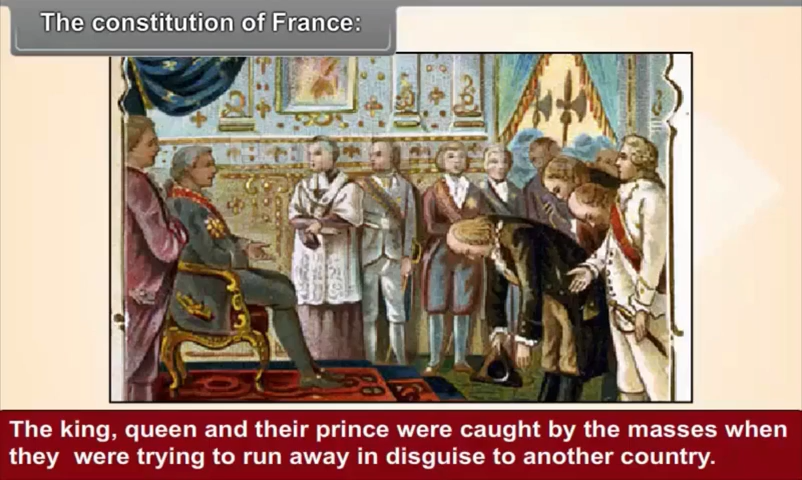 The constitution of France:
The king, queen and their prince were caught by the masses when
they were trying to run away in disguise to another country.